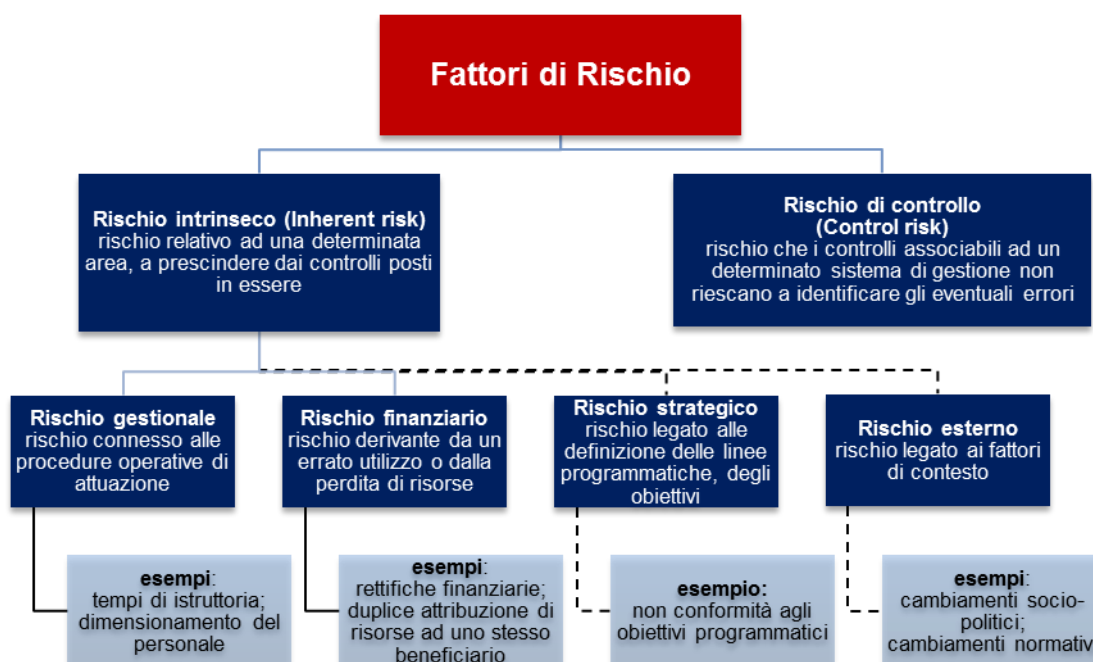 Fattori di Rischio
Rischio intrinseco (Inherent risk)
rischio relativo ad una determinata
area, a prescindere dai controlli posti
in essere
Rischio di controllo
(Control risk)
rischio che i controlli associabili ad un
determinato sistema di gestione non
riescano a identificare gli eventuali errori
Rischio gestionale
rischio connesso alle
procedure operative di
attuazione
Rischio finanziario
rischio derivante da un
errato utilizzo o dalla
perdita di risorse
Rischio strategico
rischio legato alle
definizione delle linee
programmatiche, degli
obiettivi
Rischio esterno
rischio legato ai fattori
di contesto
esempi:
tempi di istruttoria;
dimensionamento del
personale
esempi:
rettifiche finanziarie;
duplice attribuzione di
risorse ad uno stesso
beneficiario
esempio:
non conformità agli
obiettivi programmatici
esempi:
cambiamenti socio-
politici;
cambiamenti normativi